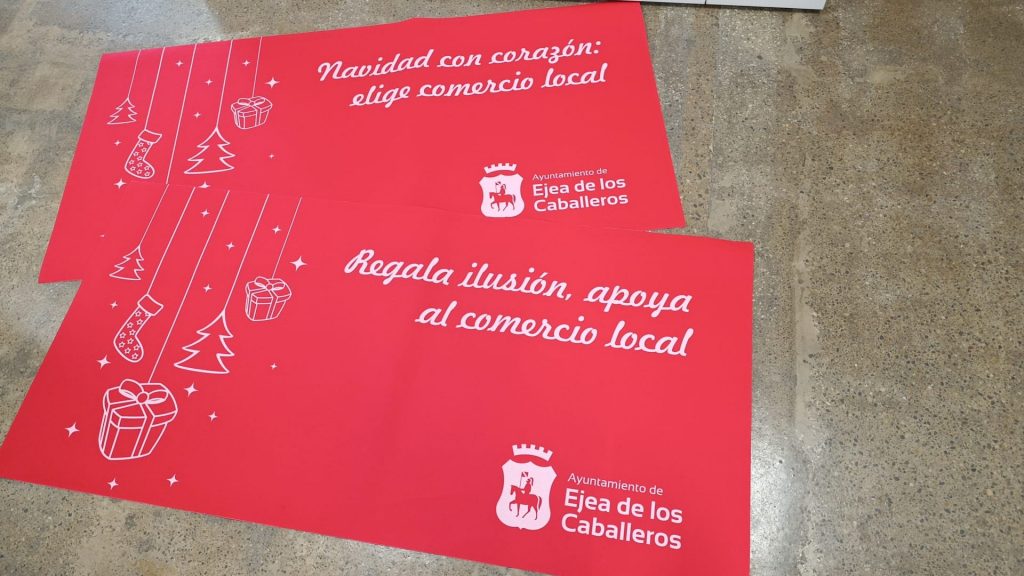 Navidad con corazón:
elige comercio local
Ayuntamiento de
Ejea de los
Caballeros
Regala ilusión, apoya
al comercio local
Ayuntamiento de
Ejea de los
Caballeros